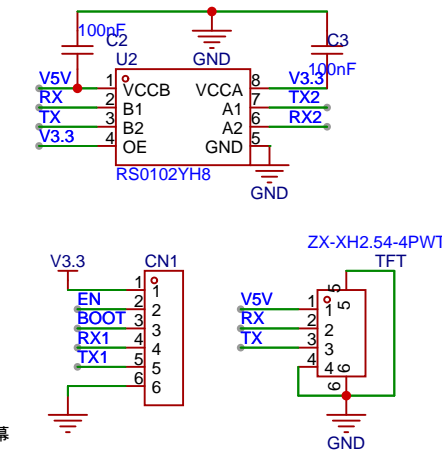 100nF
C2
GND
C3
100nF
U2
V5V 1 VCCB VCCA 8 V3.3
RX 2 B1 A1 7 TX2
TX 3 B2 A2 6 RX2
V3.3 4 OE GND 5
RS0102YH8
GND
V3.3
CN1
1 1
EN 2 2
BOOT 3 3
RX1 4 4
TX1 5 5
6 6
ZX-XH2.54-4PWT
TFT
5 5
V5V 1 1
RX 2 2
TX 3 3
4 4
6 6
GND
幕